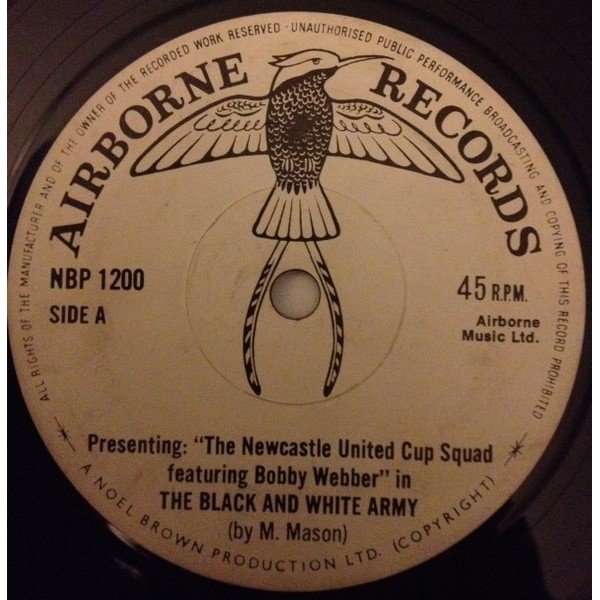 ALL RIGHTS OF THE MANUFACTURER AND OF THE OWNER OF THE RECORDED WORK RESERVED · UNAUTHORISED PUBLIC PERFORMANCE BROADCASTING AND COPYING OF THIS RECORD PROHIBITED
AIRBORNE RECORDS
NBP 1200
SIDE A
45 R.P.M.
Airborne
Music Ltd.
Presenting: "The Newcastle United Cup Squad
featuring Bobby Webber" in
THE BLACK AND WHITE ARMY
(by M. Mason)
A NOEL BROWN PRODUCTION LTD. (COPYRIGHT)